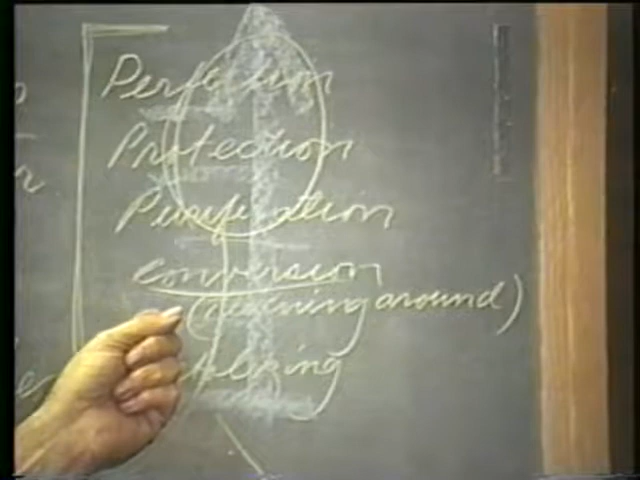 Perfection
Protection
Purification
conversion
(turning around)